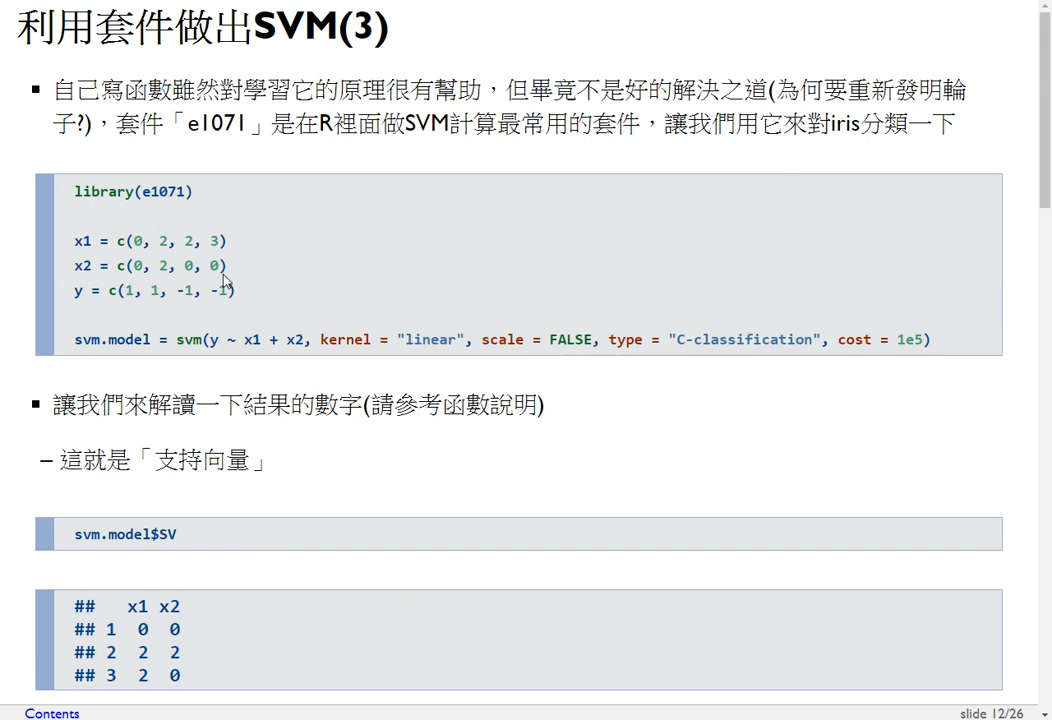 利用套件做出SVM(3)
▪ 自己寫函數雖然對學習它的原理很有幫助，但畢竟不是好的解決之道(為何要重新發明輪
子?)，套件「e1071」是在R裡面做SVM計算最常用的套件，讓我們用它來對iris分類一下
library(e1071)
x1 = c(0, 2, 2, 3)
x2 = c(0, 2, 0, 0)
y = c(1, 1, -1, -1)
svm.model = svm(y ~ x1 + x2, kernel = "linear", scale = FALSE, type = "C-classification", cost = 1e5)
▪ 讓我們來解讀一下結果的數字(請參考函數說明)
– 這就是「支持向量」
svm.model$SV
##   x1 x2
## 1  0  0
## 2  2  2
## 3  2  0
Contents
slide 12/26